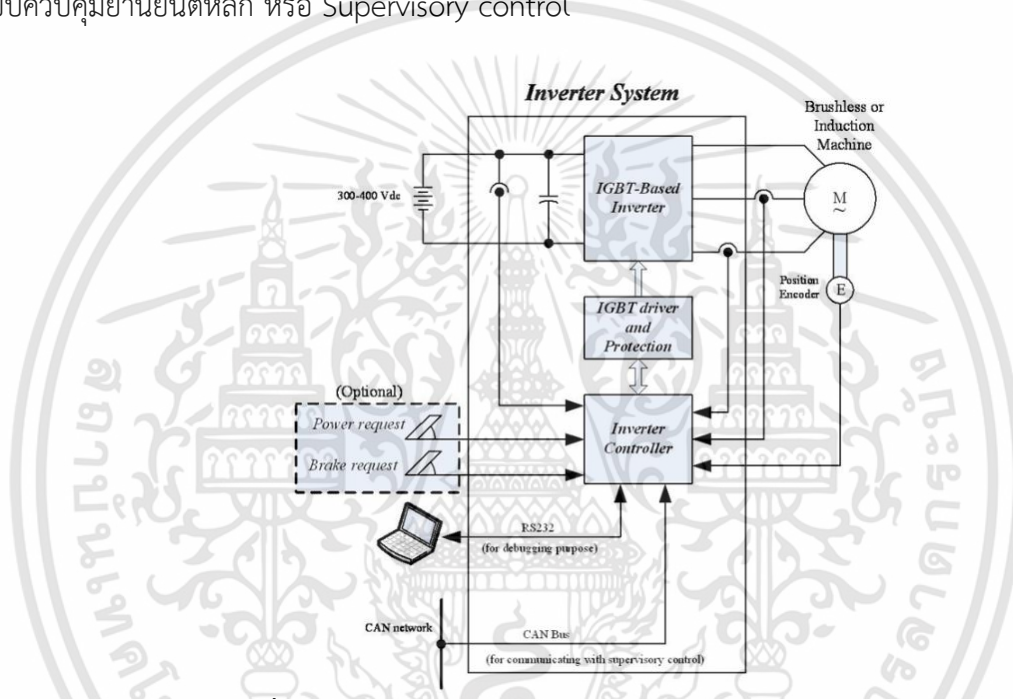 ควบคุมยานยนต์หลัก หรือ Supervisory control
Inverter System
Brushless or
Induction
Machine
300-400 Vdc
IGBT-Based
Inverter
M
~
Position
Encoder
E
IGBT driver
and
Protection
(Optional)
Power request
Brake request
Inverter
Controller
RS232
(for debugging purpose)
CAN network
CAN Bus
(for communicating with supervisory control)